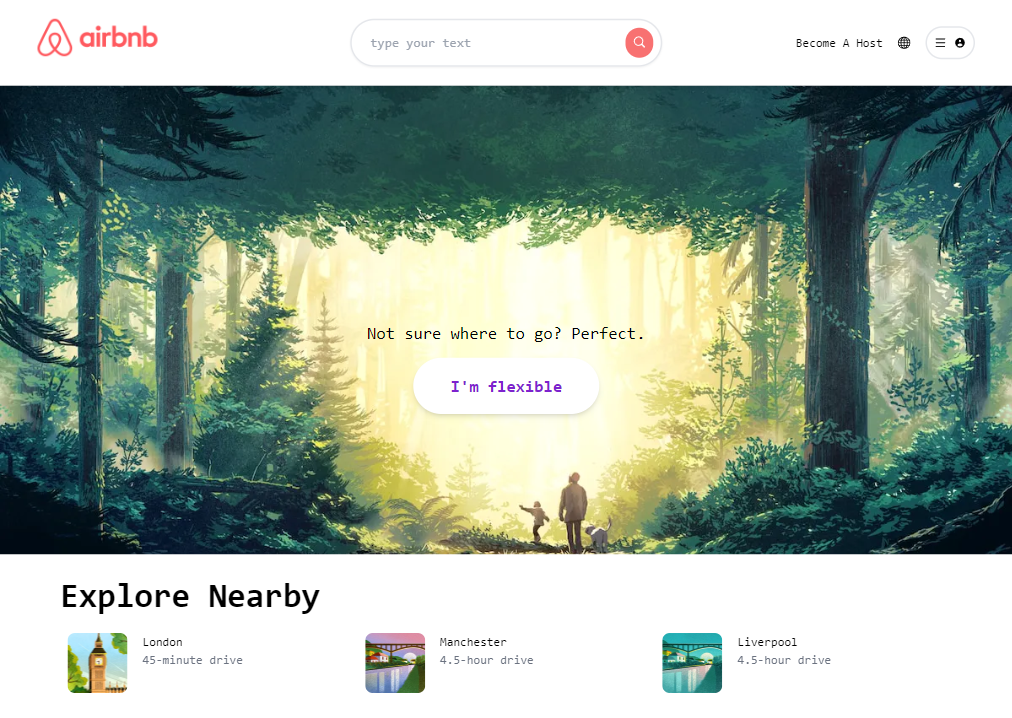 airbnb
type your text
Become A Host
Not sure where to go? Perfect.
I'm flexible
Explore Nearby
London
45-minute drive
Manchester
4.5-hour drive
Liverpool
4.5-hour drive